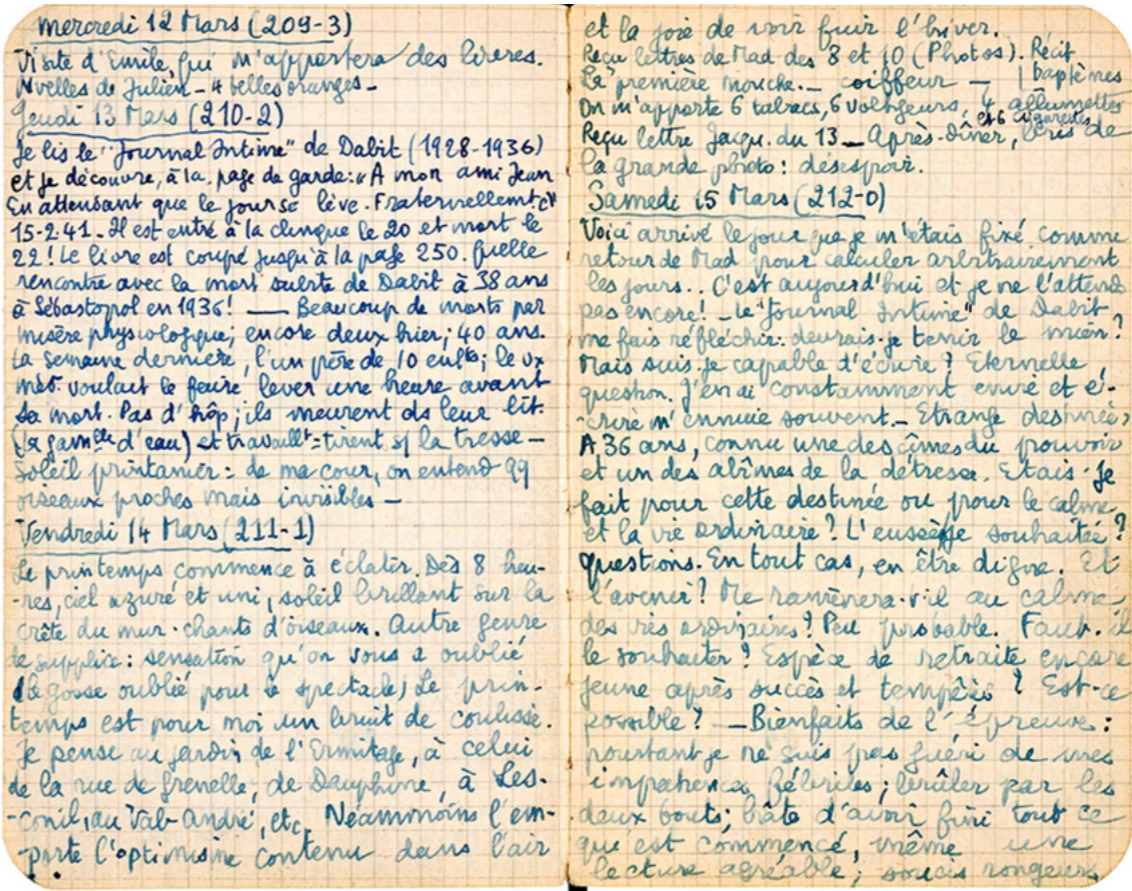 Mercredi 12 Mars (209-3)
Visite d'Emile, qui m'apportera des livres.
Nvelles de Julien - 4 belles oranges -
Jeudi 13 Mars (210-2)
Je lis le "Journal Intime" de Dabit (1928-1936)
et je découvre, à la page de garde: "A mon ami Jean
En attendant que le jour se lève. Fraternellemt.
15-2-41. Il est entré à la clinique le 20 et mort le
22! Le livre est coupé jusqu'à la page 250. Quelle
rencontre avec la mort subite de Dabit à 38 ans
à Sébastopol en 1936! — Beaucoup de morts par
misère physiologique; encore deux hier; 40 ans.
La semaine dernière, l'un père de 10 enfts; le
voulait le faire lever une heure avant
sa mort. Pas d'hôp; ils meurent ds leur lit.
d'eau) et travaillt = tirent s/ la tresse —
Soleil printanier = de ma cour, on entend qq
oiseaux proches mais invisibles —
Vendredi 14 Mars (211-1)
Le printemps commence à éclater. Dès 8 heu-
-res, ciel azuré et uni, soleil brillant sur la
crête du mur - chants d'oiseaux. Autre genre
de supplice: sensation qu'on vous a oublié
(le gosse oublié pour le spectacle) Le prin-
temps est pour moi un bruit de coulisse.
Je pense au jardin de l'Ermitage, à celui
de la rue de Grenelle, de Dauphine, à Les-
-conil, au Val-André, etc. Néammoins l'em-
-porte l'optimisme contenu dans l'air
et la joie de voir fuir l'hiver.
Reçu lettres de Mad des 8 et 10 (Photos). Récit
La première mouche. - coiffeur - baptêmes
On m'apporte 6 tabacs, 6 voltigeurs, 4 allumettes
et 6 cigarettes
Reçu lettre Jacqu. du 13 — Après-Dîner, bris de
la grande photo: désespoir.
Samedi 15 Mars (212-0)
Voici arrivé le jour que je m'étais fixé comme
retour de Mad pour calculer arbitrairement
les jours.. C'est aujourd'hui et je ne l'attends
pas encore! - Le "Journal Intime" de Dabit
me fais réfléchir: devrais-je tenir le mien?
Mais suis-je capable d'écrire? Eternelle
question. J'en ai constamment envie et é-
-crire m'ennuie souvent. - Etrange destinée,
A 36 ans, connu une des cîmes du pouvoir
et un des abîmes de la détresse. Etais-je
fait pour cette destinée ou pour le calme
et la vie ordinaire? L'eussé-je souhaitée?
questions. En tout cas, en être digne. Et
l'avenir? Me ramènera-t-il au calme,
des vies ordinaires? Peu probable. Faut-il
le souhaiter? Espèce de retraite encore
jeune après succès et tempêtes? Est-ce
possible? — Bienfaits de l'épreuve:
pourtant je ne suis pas guéri de mes
impatiences, fébriles; brûler par les
deux bouts; hâte d'avoir fini tout ce
qui est commencé, même une
lecture agréable; soucis rongeurs